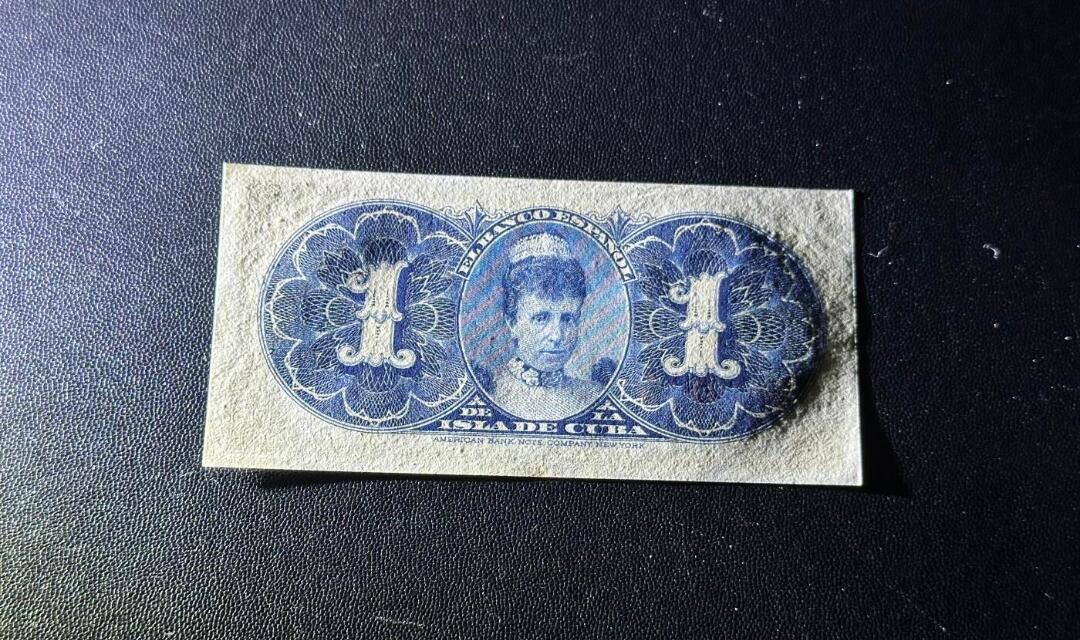 EL BANCO ESPAÑOL
1 1
DE LA
ISLA DE CUBA
AMERICAN BANK NOTE COMPANY, NEW YORK